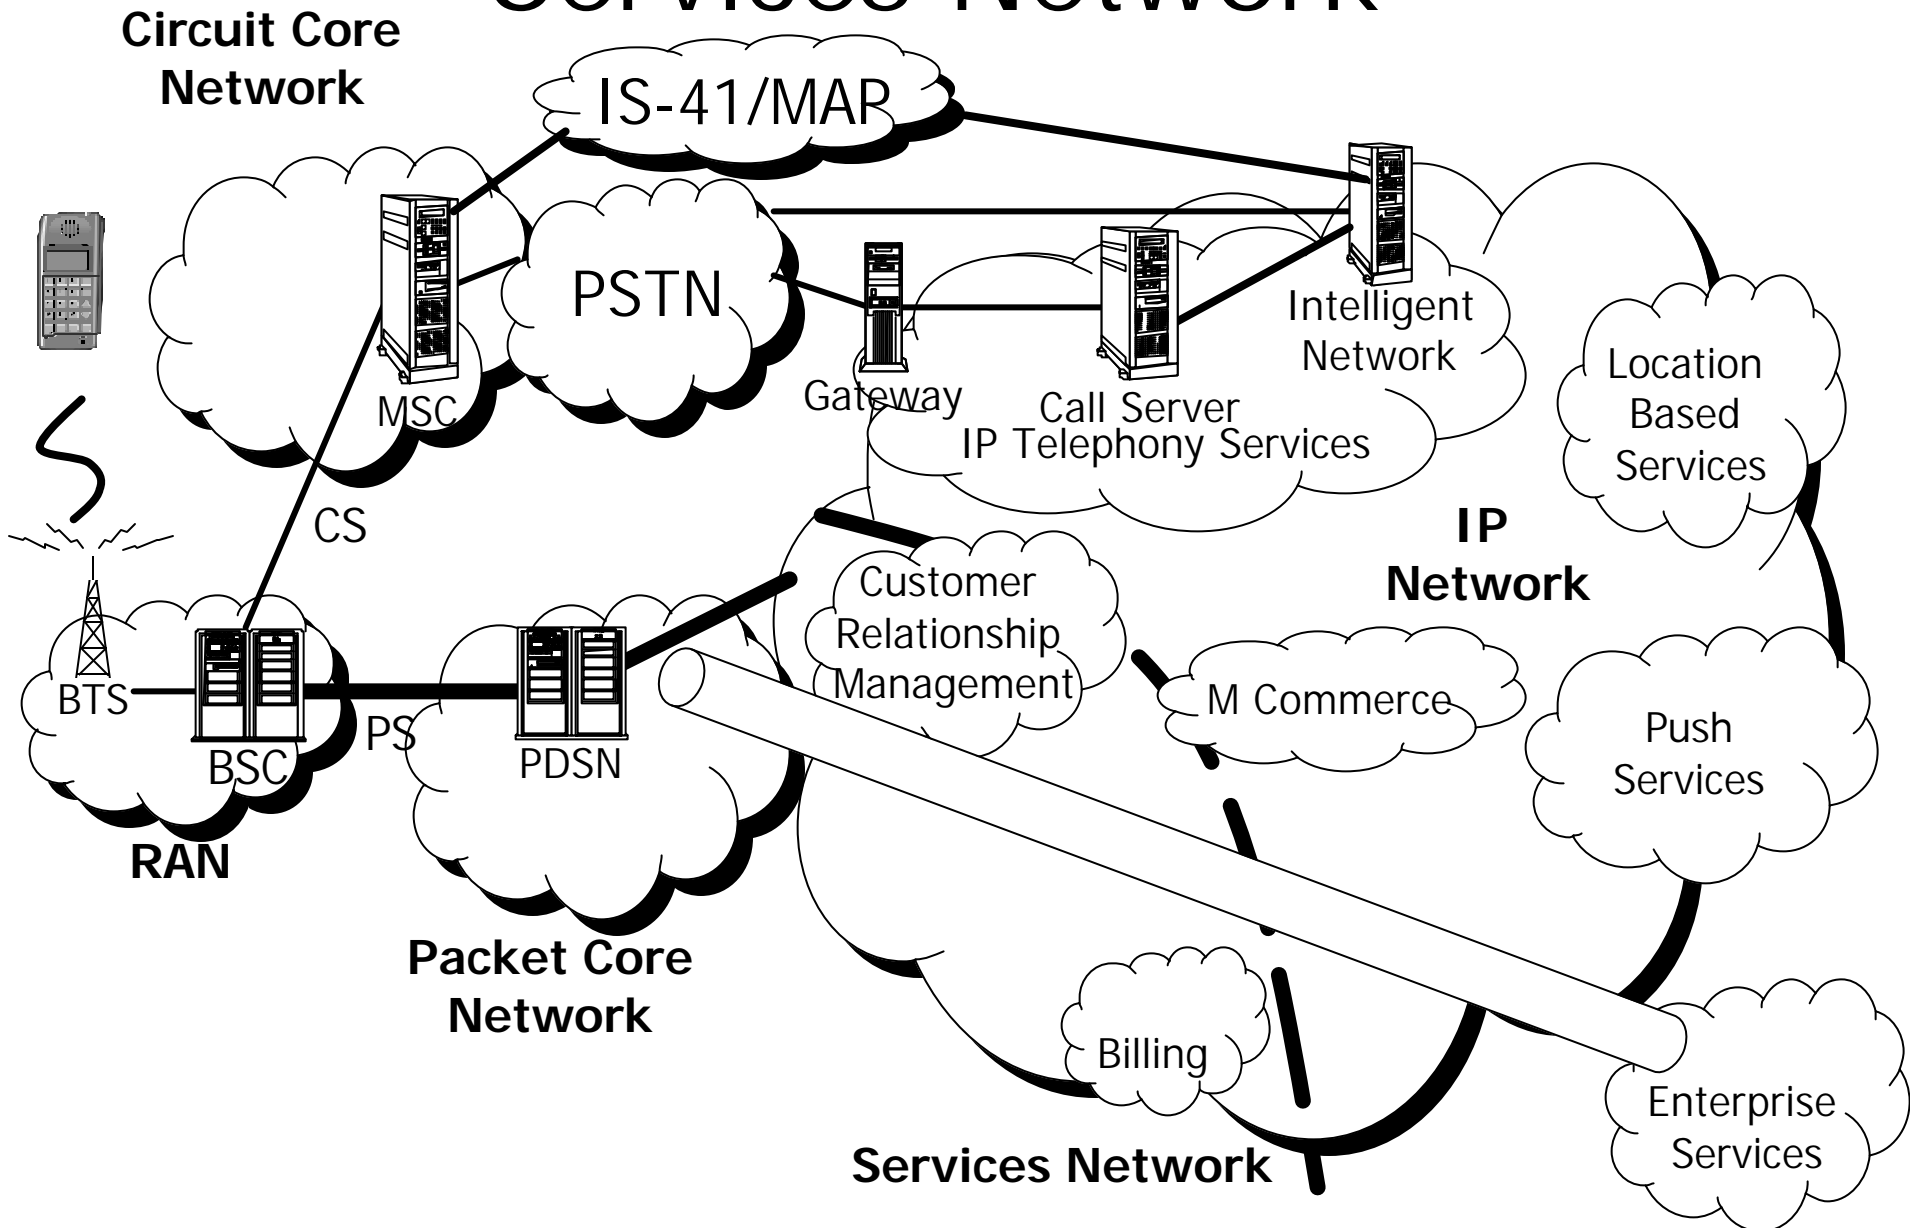 Services Network
Circuit Core
Network
IS-41/MAP
PSTN
MSC
Gateway
Call Server
IP Telephony Services
Intelligent
Network
Location
Based
Services
CS
IP
Network
Customer
Relationship
Management
M Commerce
Push
Services
BTS
BSC
PS
PDSN
RAN
Packet Core
Network
Billing
Services Network
Enterprise
Services